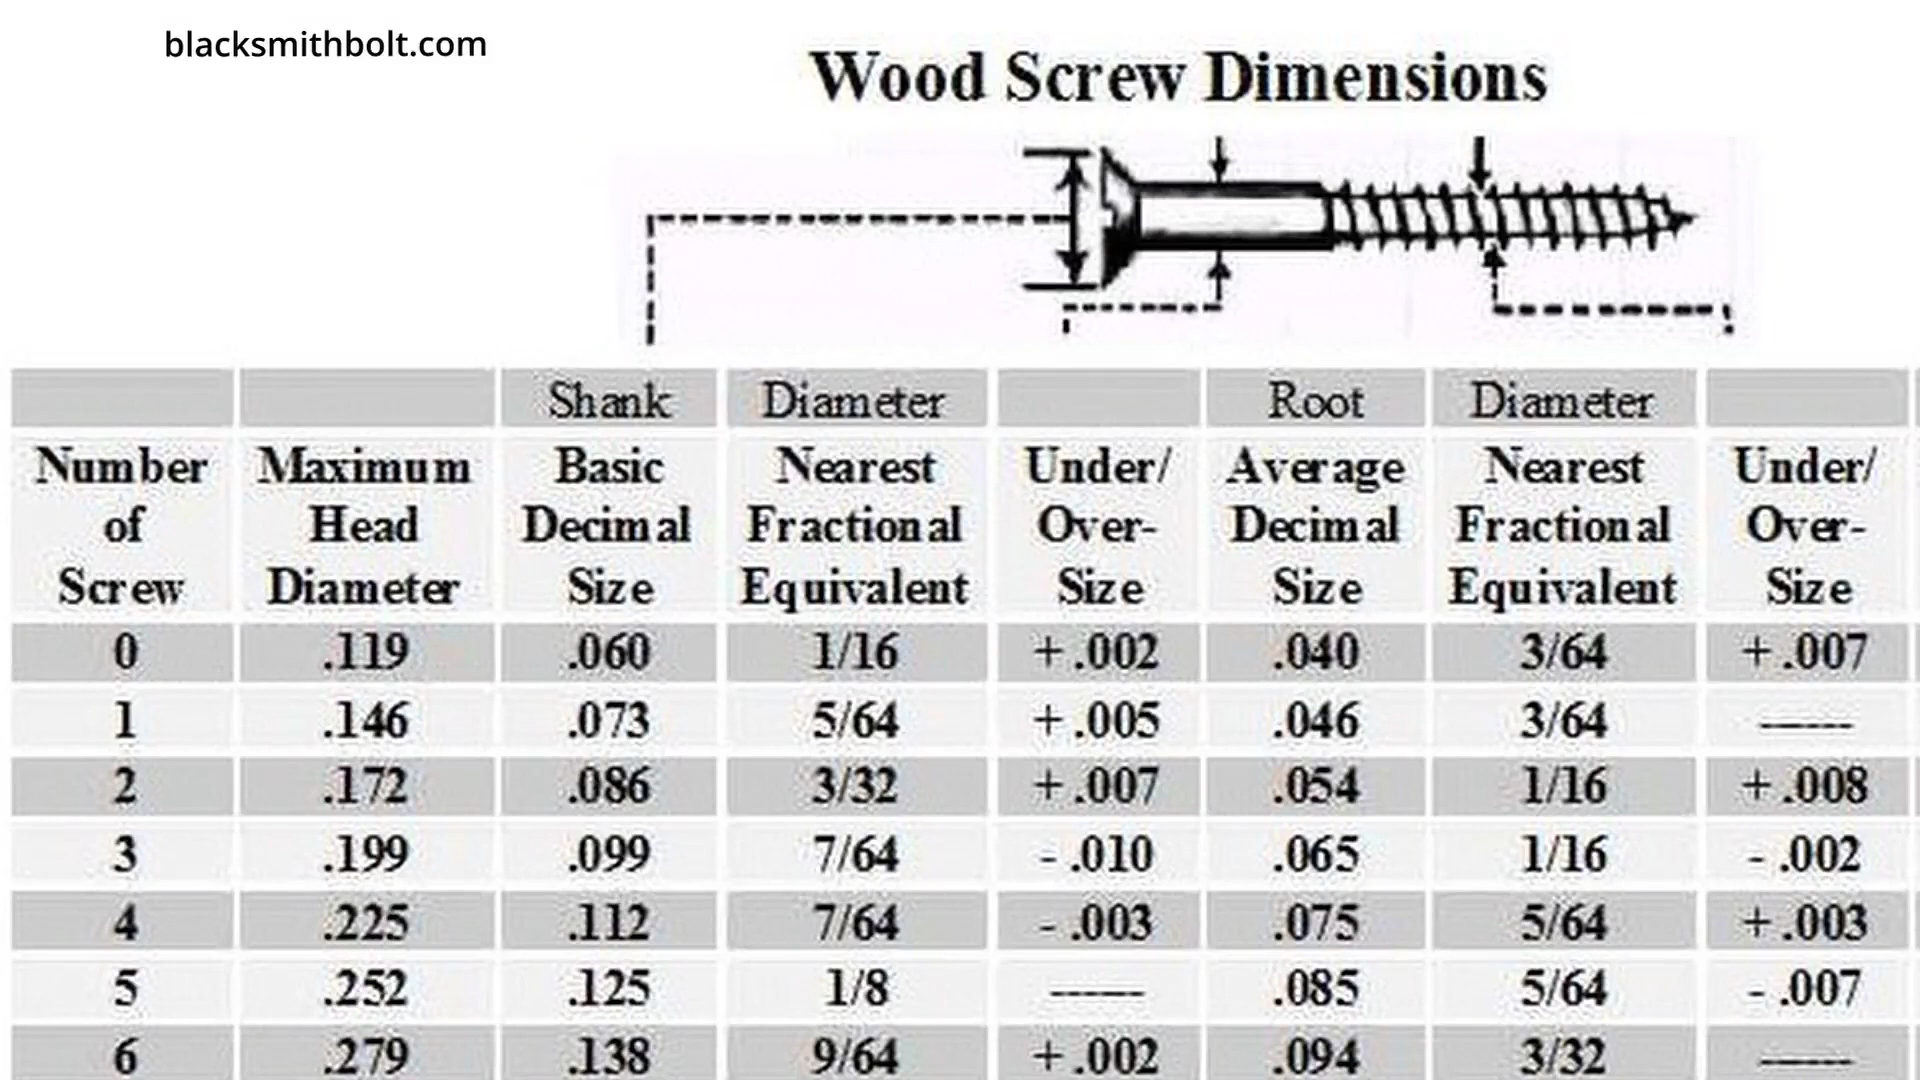 blacksmithbolt.com
Wood Screw Dimensions
Shank Diameter Root Diameter
Number Maximum Basic Nearest Under/ Average Nearest Under/
of Head Decimal Fractional Over- Decimal Fractional Over-
Screw Diameter Size Equivalent Size Size Equivalent Size
0 .119 .060 1/16 +.002 .040 3/64 +.007
1 .146 .073 5/64 +.005 .046 3/64 -----
2 .172 .086 3/32 +.007 .054 1/16 +.008
3 .199 .099 7/64 - .010 .065 1/16 - .002
4 .225 .112 7/64 - .003 .075 5/64 +.003
5 .252 .125 1/8 ----- .085 5/64 - .007
6 .279 .138 9/64 +.002 .094 3/32 -----